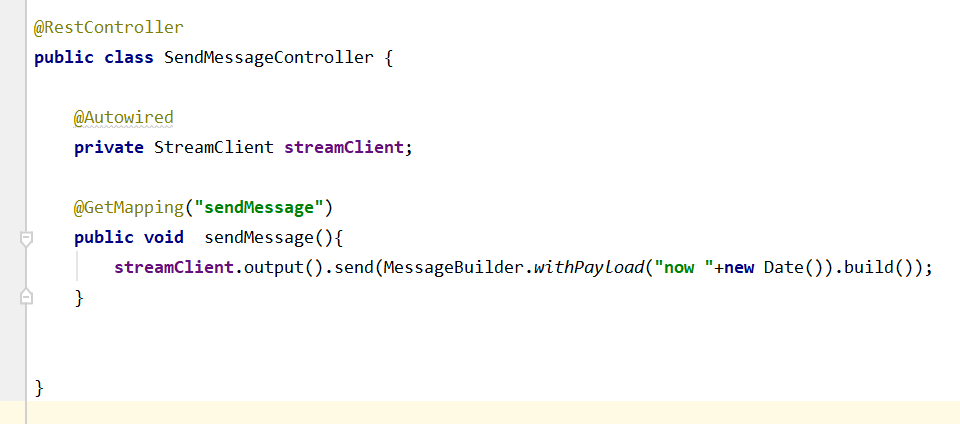 @RestController
public class SendMessageController {
@Autowired
private StreamClient streamClient;
@GetMapping("sendMessage")
public void  sendMessage(){
streamClient.output().send(MessageBuilder.withPayload("now "+new Date()).build());
}
}